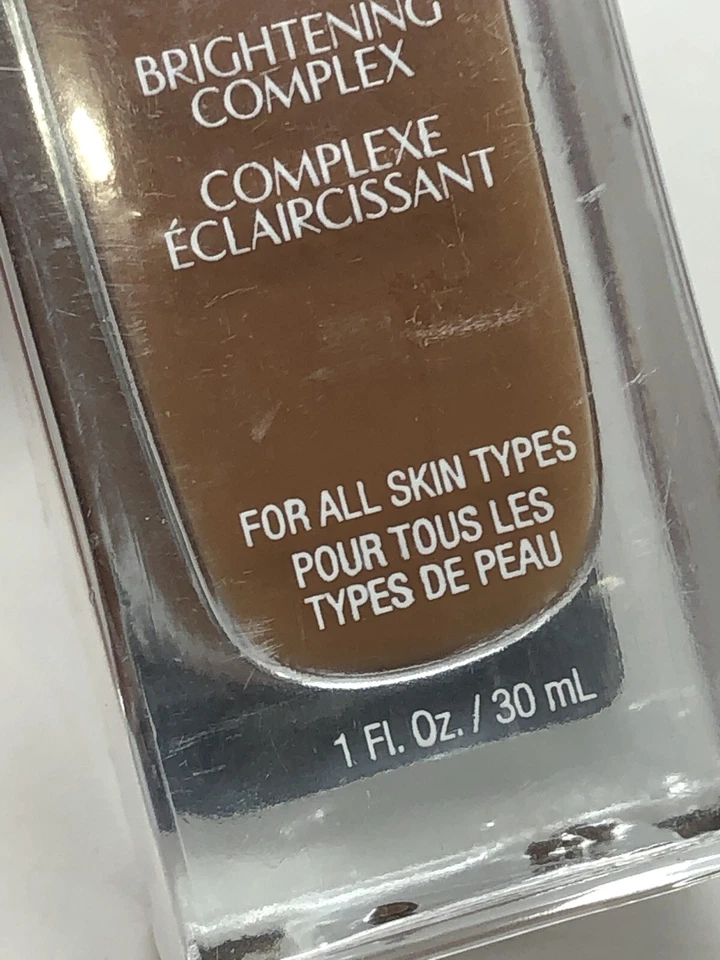 BRIGHTENING
COMPLEX
COMPLEXE
ÉCLAIRCISSANT
FOR ALL SKIN TYPES
POUR TOUS LES
TYPES DE PEAU
1 Fl. Oz. / 30 mL